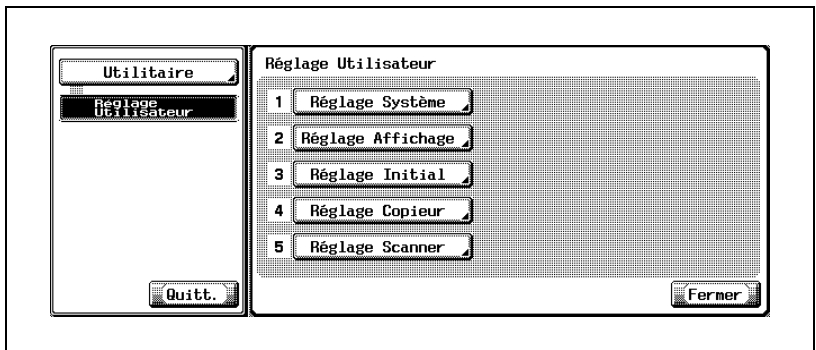 Utilitaire
Réglage
Utilisateur
Quitt.
Réglage Utilisateur
1 Réglage Système
2 Réglage Affichage
3 Réglage Initial
4 Réglage Copieur
5 Réglage Scanner
Fermer